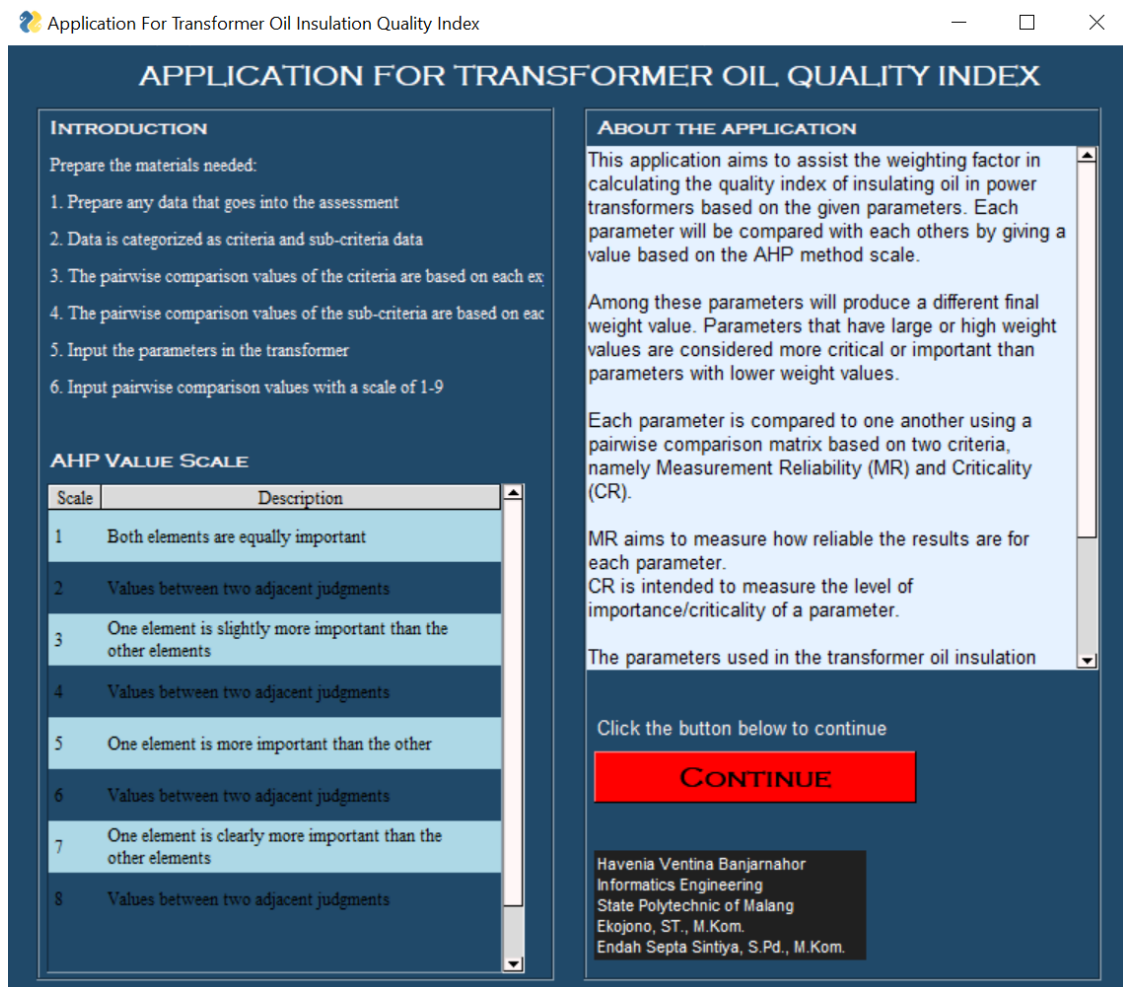 Application For Transformer Oil Insulation Quality Index
APPLICATION FOR TRANSFORMER OIL QUALITY INDEX
INTRODUCTION
Prepare the materials needed:
1. Prepare any data that goes into the assessment
2. Data is categorized as criteria and sub-criteria data
3. The pairwise comparison values of the criteria are based on each ex
4. The pairwise comparison values of the sub-criteria are based on eac
5. Input the parameters in the transformer
6. Input pairwise comparison values with a scale of 1-9
AHP VALUE SCALE
Scale Description
1 Both elements are equally important
2 Values between two adjacent judgments
3 One element is slightly more important than the
other elements
4 Values between two adjacent judgments
5 One element is more important than the other
6 Values between two adjacent judgments
7 One element is clearly more important than the
other elements
8 Values between two adjacent judgments
ABOUT THE APPLICATION
This application aims to assist the weighting factor in
calculating the quality index of insulating oil in power
transformers based on the given parameters. Each
parameter will be compared with each others by giving a
value based on the AHP method scale.
Among these parameters will produce a different final
weight value. Parameters that have large or high weight
values are considered more critical or important than
parameters with lower weight values.
Each parameter is compared to one another using a
pairwise comparison matrix based on two criteria,
namely Measurement Reliability (MR) and Criticality
(CR).
MR aims to measure how reliable the results are for
each parameter.
CR is intended to measure the level of
importance/criticality of a parameter.
The parameters used in the transformer oil insulation
Click the button below to continue
CONTINUE
Havenia Ventina Banjarnahor
Informatics Engineering
State Polytechnic of Malang
Ekojono, ST., M.Kom.
Endah Septa Sintiya, S.Pd., M.Kom.